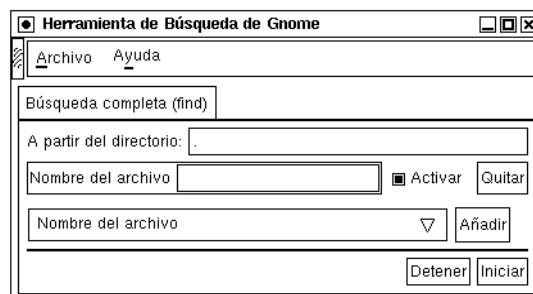 Herramienta de Búsqueda de Gnome
Archivo Ayuda
Búsqueda completa (find)
A partir del directorio: .
Nombre del archivo Activar Quitar
Nombre del archivo Añadir
Detener Iniciar